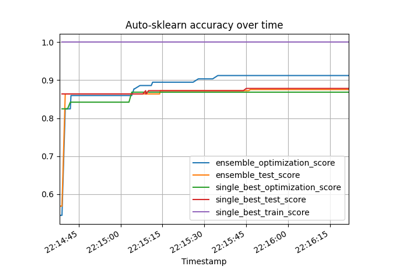 Auto-sklearn accuracy over time
1.0
0.9
0.8
0.7
0.6
ensemble_optimization_score
ensemble_test_score
single_best_optimization_score
single_best_test_score
single_best_train_score
22:14:45
22:15:00
22:15:15
22:15:30
22:15:45
22:16:00
22:16:15
Timestamp